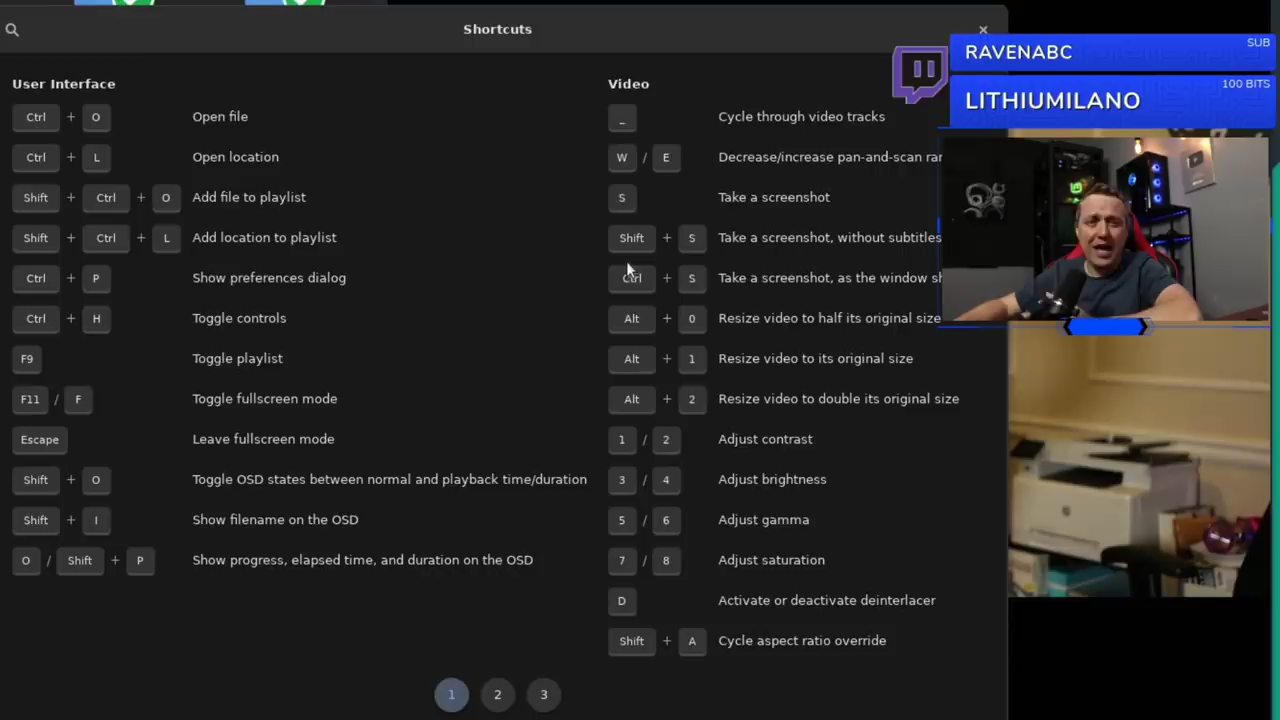 Shortcuts
SUB
RAVENABC
100 BITS
LITHIUMILANO
User Interface
Ctrl + O Open file
Ctrl + L Open location
Shift + Ctrl + O Add file to playlist
Shift + Ctrl + L Add location to playlist
Ctrl + P Show preferences dialog
Ctrl + H Toggle controls
F9 Toggle playlist
F11 / F Toggle fullscreen mode
Escape Leave fullscreen mode
Shift + O Toggle OSD states between normal and playback time/duration
Shift + I Show filename on the OSD
O / Shift + P Show progress, elapsed time, and duration on the OSD
Video
_ Cycle through video tracks
W / E Decrease/increase pan-and-scan
S Take a screenshot
Shift + S Take a screenshot, without subtitles
Ctrl + S Take a screenshot, as the window
Alt + 0 Resize video to half its original size
Alt + 1 Resize video to its original size
Alt + 2 Resize video to double its original size
1 / 2 Adjust contrast
3 / 4 Adjust brightness
5 / 6 Adjust gamma
7 / 8 Adjust saturation
D Activate or deactivate deinterlacer
Shift + A Cycle aspect ratio override
1 2 3